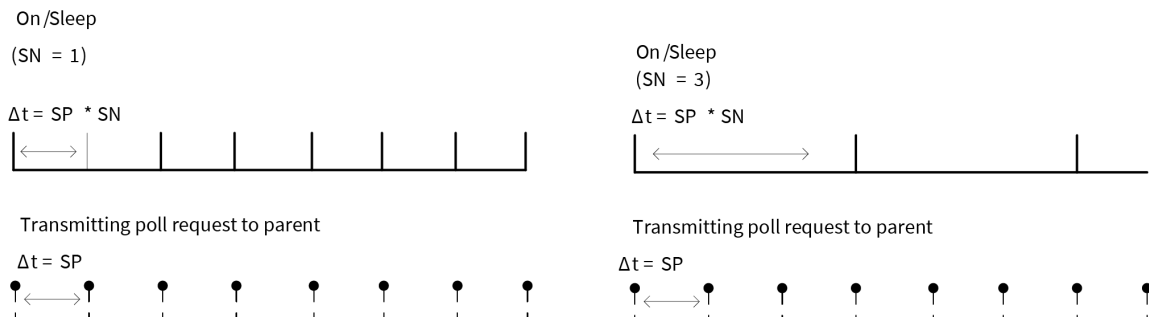 On/Sleep
(SN = 1)
Δt = SP * SN
Transmitting poll request to parent
Δt = SP
On/Sleep
(SN = 3)
Δt = SP * SN
Transmitting poll request to parent
Δt = SP